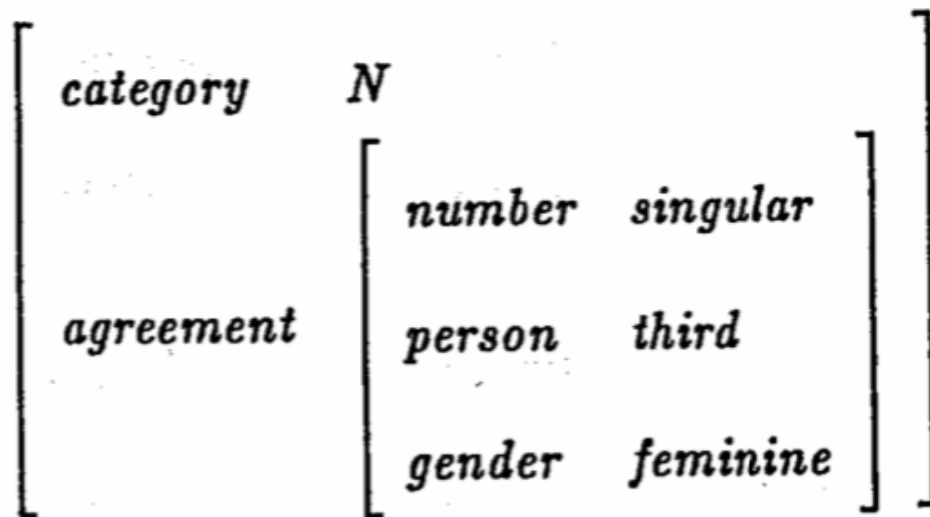 category N
number singular
agreement person third
gender feminine